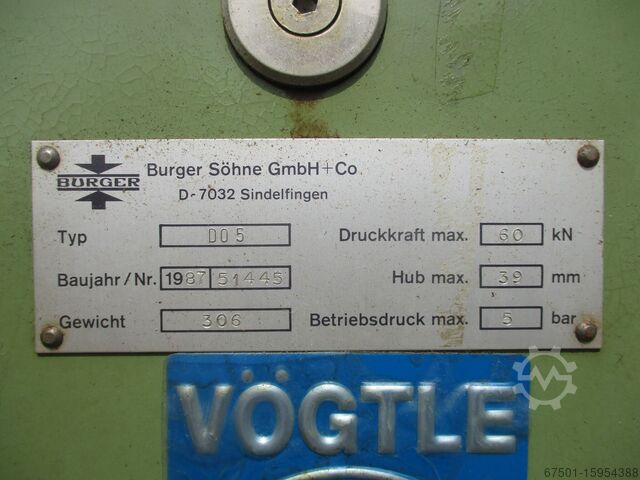 BURGER
Burger Söhne GmbH+Co
D-7032 Sindelfingen
Typ DO 5 Druckkraft max. 60 kN
Baujahr/Nr. 1987 51445 Hub max. 39 mm
Gewicht 306 Betriebsdruck max. 5 bar
VÖGTLE
67501-15954388